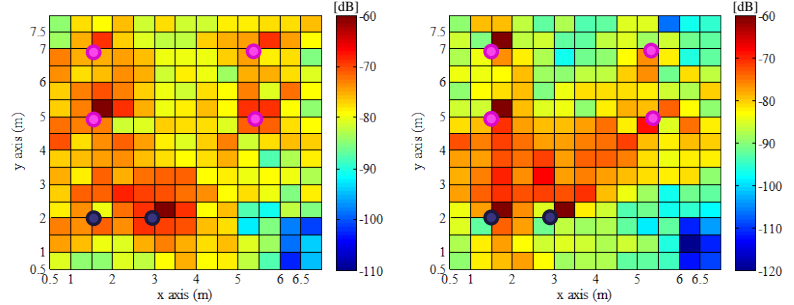 [dB] [dB]
7.5 -60 7.5 -60
7 7
-70 -70
6 6
-80
5 -80 5 -90
y axis (m) y axis (m)
4 4
-90 -100
3 3
2 -100 2 -110
1 1
0.5 -110 0.5 -120
0.5 1 2 3 4 5 6 6.5 0.5 1 2 3 4 5 6 6.5
x axis (m) x axis (m)